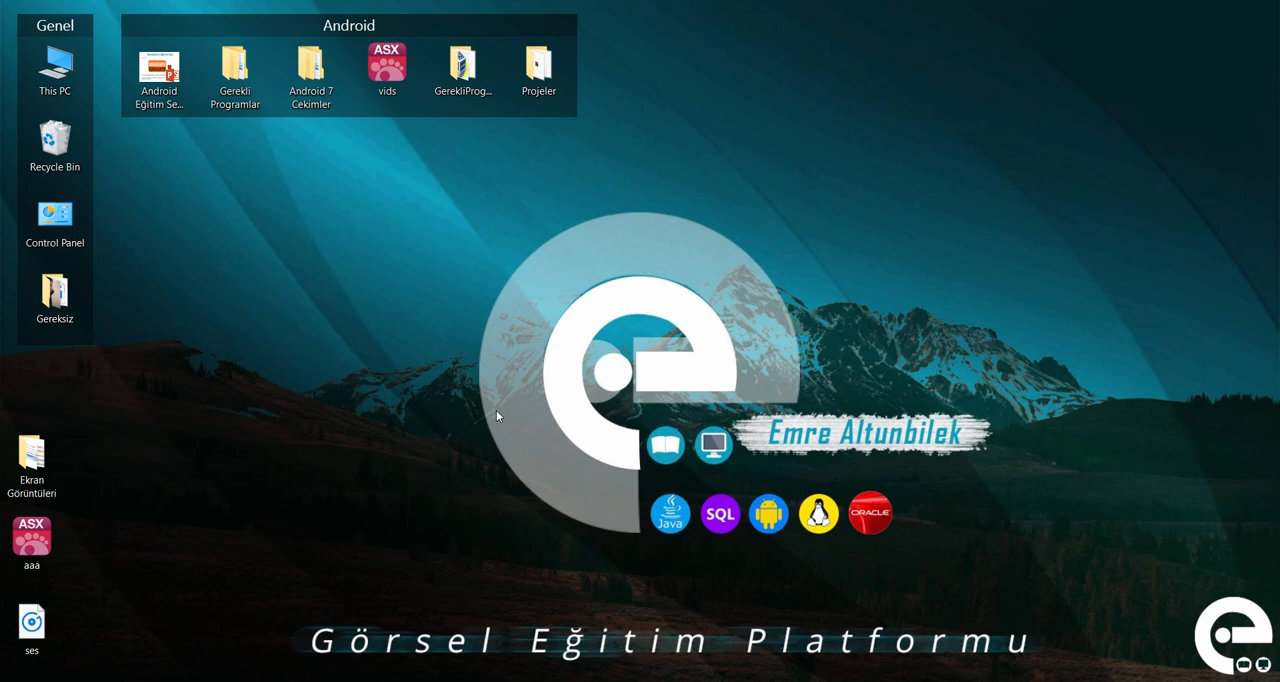 Genel
This PC
Recycle Bin
Control Panel
Gereksiz
Android
Android
Eğitim Se...
Gerekli
Programlar
Android 7
Cekimler
ASX
vids
GerekliProg...
Projeler
Ekran
Görüntüleri
ASX
aaa
ses
Emre Altunbilek
Java
SQL
ORACLE
Görsel Eğitim Platformu